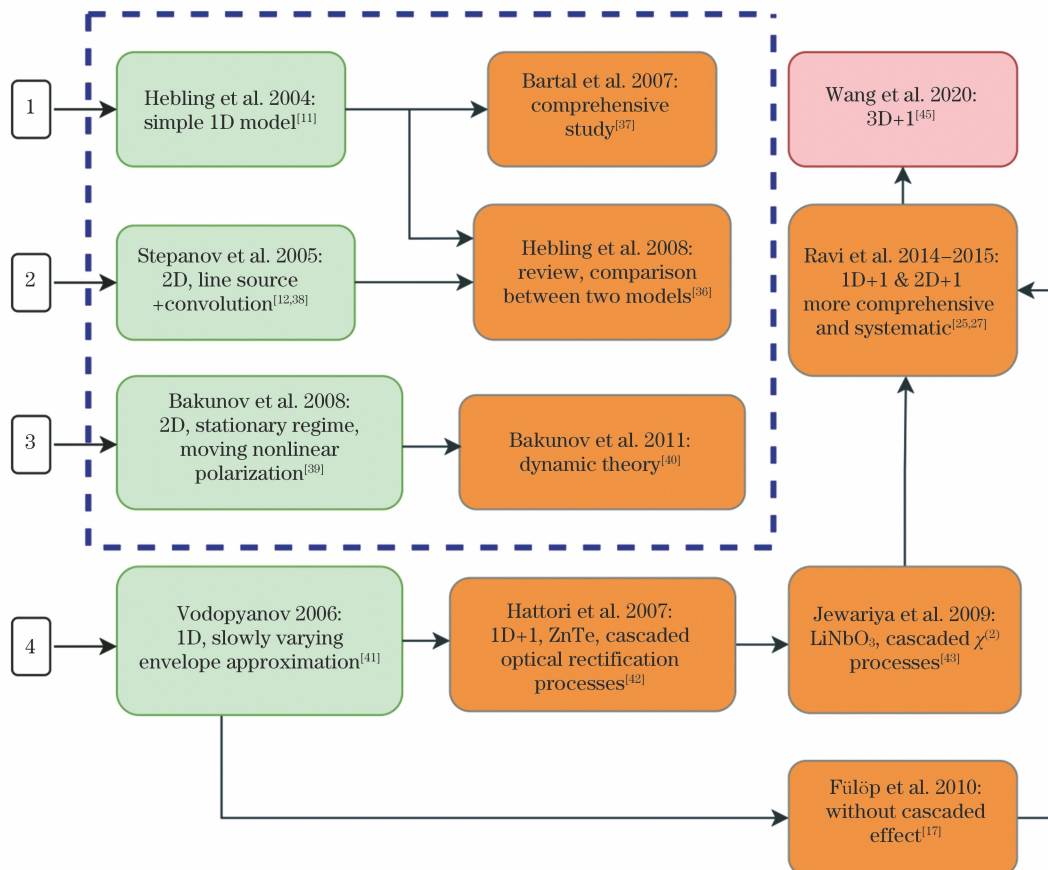 1
Hebling et al. 2004:
simple 1D model[11]
Bartal et al. 2007:
comprehensive
study[37]
Wang et al. 2020:
3D+1[45]
2
Stepanov et al. 2005:
2D, line source
+convolution[12,38]
Hebling et al. 2008:
review, comparison
between two models[36]
Ravi et al. 2014–2015:
1D+1 & 2D+1
more comprehensive
and systematic[25,27]
3
Bakunov et al. 2008:
2D, stationary regime,
moving nonlinear
polarization[39]
Bakunov et al. 2011:
dynamic theory[40]
4
Vodopyanov 2006:
1D, slowly varying
envelope approximation[41]
Hattori et al. 2007:
1D+1, ZnTe, cascaded
optical rectification
processes[42]
Jewariya et al. 2009:
LiNbO₃, cascaded χ⁽²⁾
processes[43]
Fülöp et al. 2010:
without cascaded
effect[17]